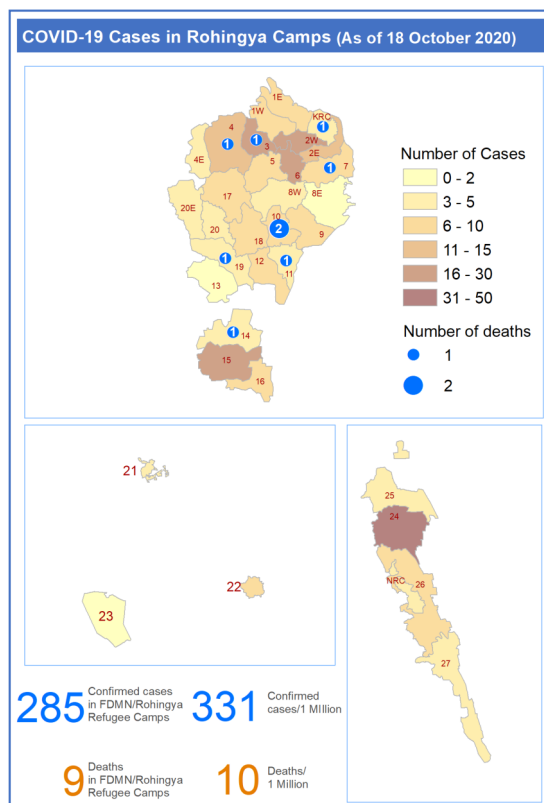 COVID-19 Cases in Rohingya Camps (As of 18 October 2020)
1E
1W
KRC
4
1
1
1
3
2W
2E
4E
5
6
1
7
8W
8E
17
20E
20
10
2
9
18
1
19
12
1
11
13
1
14
15
16
Number of Cases
0 - 2
3 - 5
6 - 10
11 - 15
16 - 30
31 - 50
Number of deaths
1
2
21
22
23
25
24
NRC
26
27
285
Confirmed cases
in FDMN/Rohingya
Refugee Camps
331
Confirmed
cases/1 MIllion
9
Deaths
in FDMN/Rohingya
Refugee Camps
10
Deaths/
1 Million